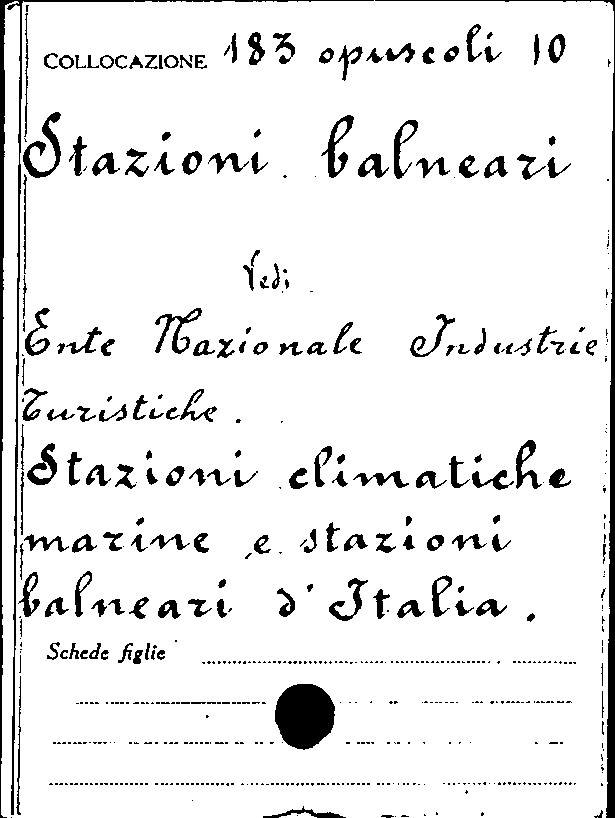 COLLOCAZIONE 183 opuscoli 10
Stazioni balneari
Vedi
Ente Nazionale Industrie
Turistiche.
Stazioni climatiche
marine e stazioni
balneari d'Italia.
Schede figlie